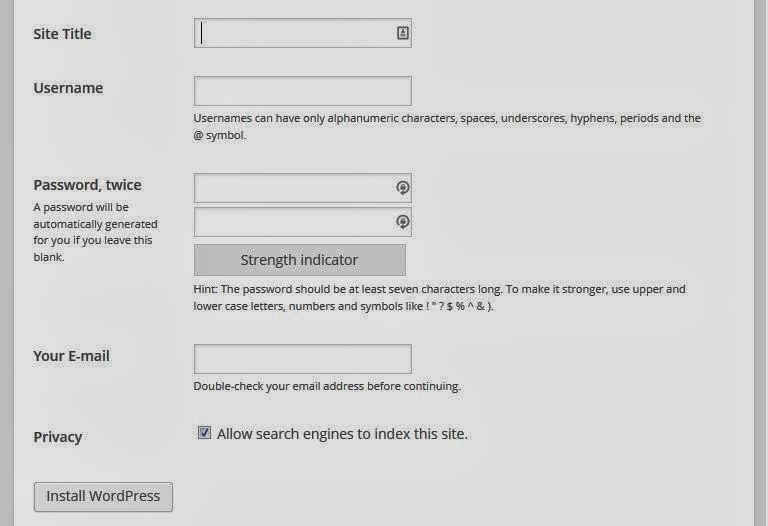 Site Title
Username
Usernames can have only alphanumeric characters, spaces, underscores, hyphens, periods and the
@ symbol.
Password, twice
A password will be
automatically generated
for you if you leave this
blank.
Strength indicator
Hint: The password should be at least seven characters long. To make it stronger, use upper and
lower case letters, numbers and symbols like ! " ? $ % ^ & ).
Your E-mail
Double-check your email address before continuing.
Privacy
Allow search engines to index this site.
Install WordPress